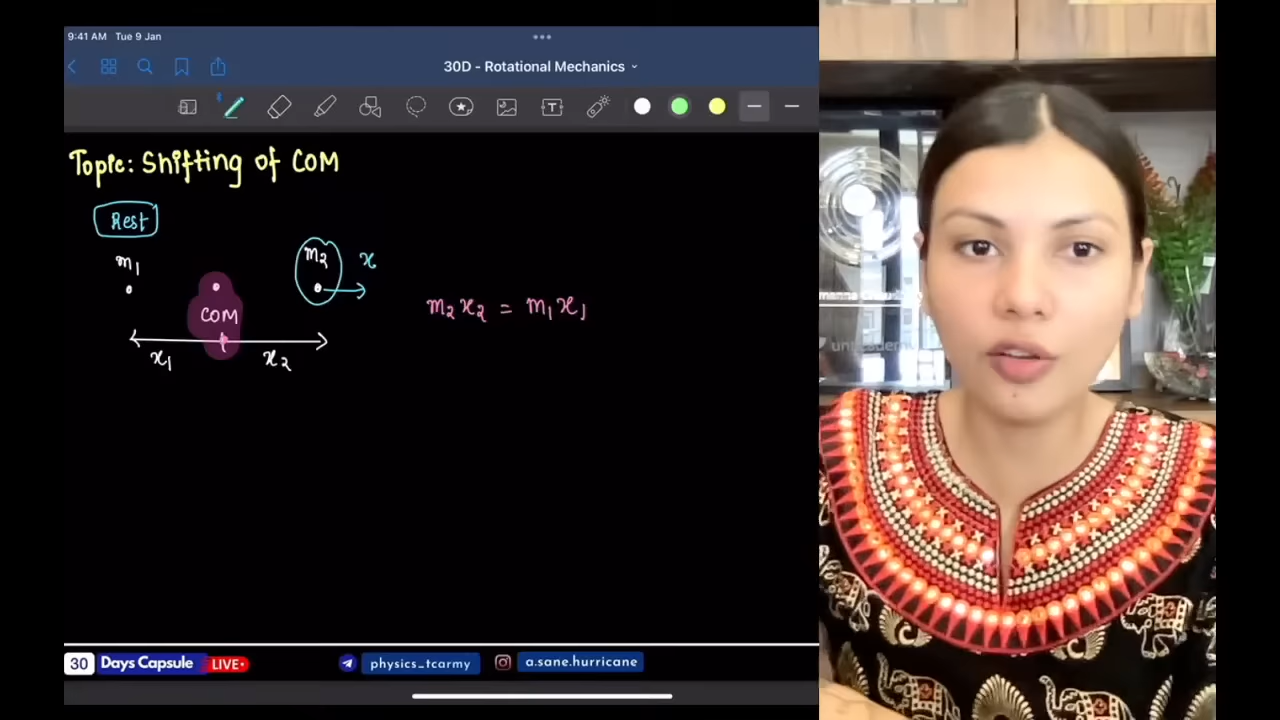 9:41 AM Tue 9 Jan
30D - Rotational Mechanics
Topic: Shifting of COM
Rest
m₁
m₂
x
COM
x₁
x₂
m₂x₂ = m₁x₁
30 Days Capsule LIVE
physics_tcarmy
a.sane.hurricane